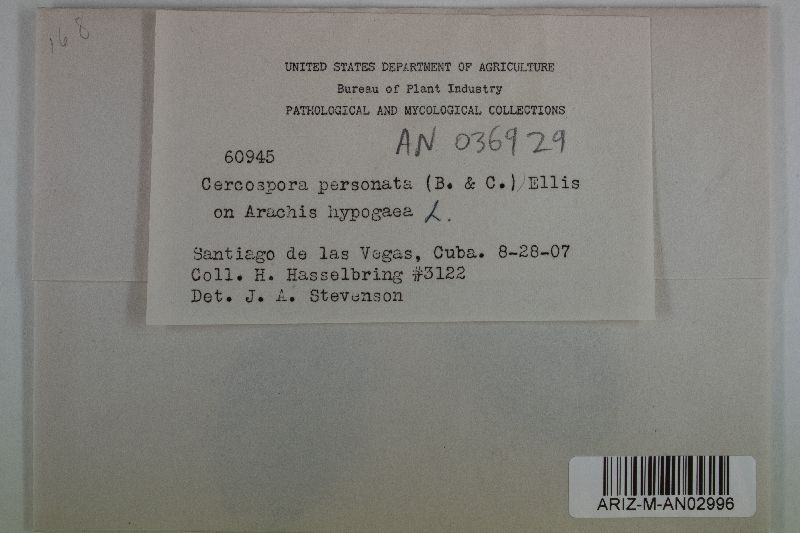 168
UNITED STATES DEPARTMENT OF AGRICULTURE
Bureau of Plant Industry
PATHOLOGICAL AND MYCOLOGICAL COLLECTIONS
AN 036929
60945
Cercospora personata (B. & C.) Ellis
on Arachis hypogaea L.
Santiago de las Vegas, Cuba. 8-28-07
Coll. H. Hasselbring #3122
Det. J. A. Stevenson
ARIZ-M-AN02996